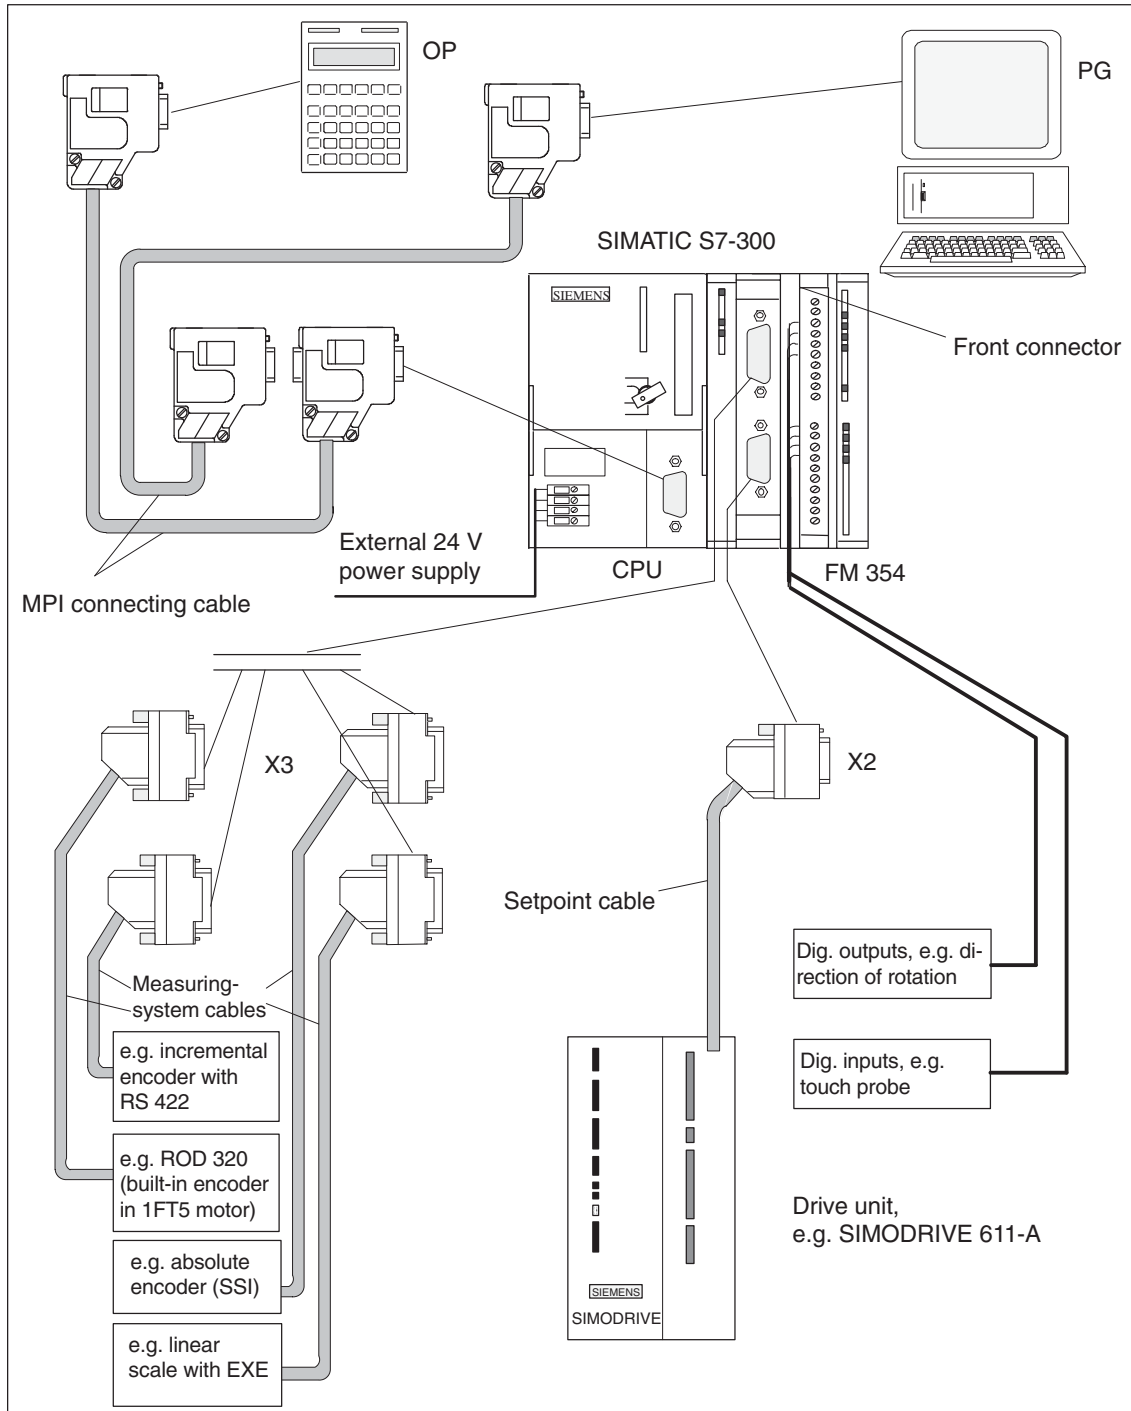 OP
PG
SIMATIC S7-300
SIEMENS
Front connector
External 24 V
power supply
CPU
FM 354
MPI connecting cable
X3
X2
Setpoint cable
Measuring-
system cables
Dig. outputs, e.g. di-
rection of rotation
e.g. incremental
encoder with
RS 422
Dig. inputs, e.g.
touch probe
e.g. ROD 320
(built-in encoder
in 1FT5 motor)
Drive unit,
e.g. SIMODRIVE 611-A
e.g. absolute
encoder (SSI)
SIEMENS
SIMODRIVE
e.g. linear
scale with EXE